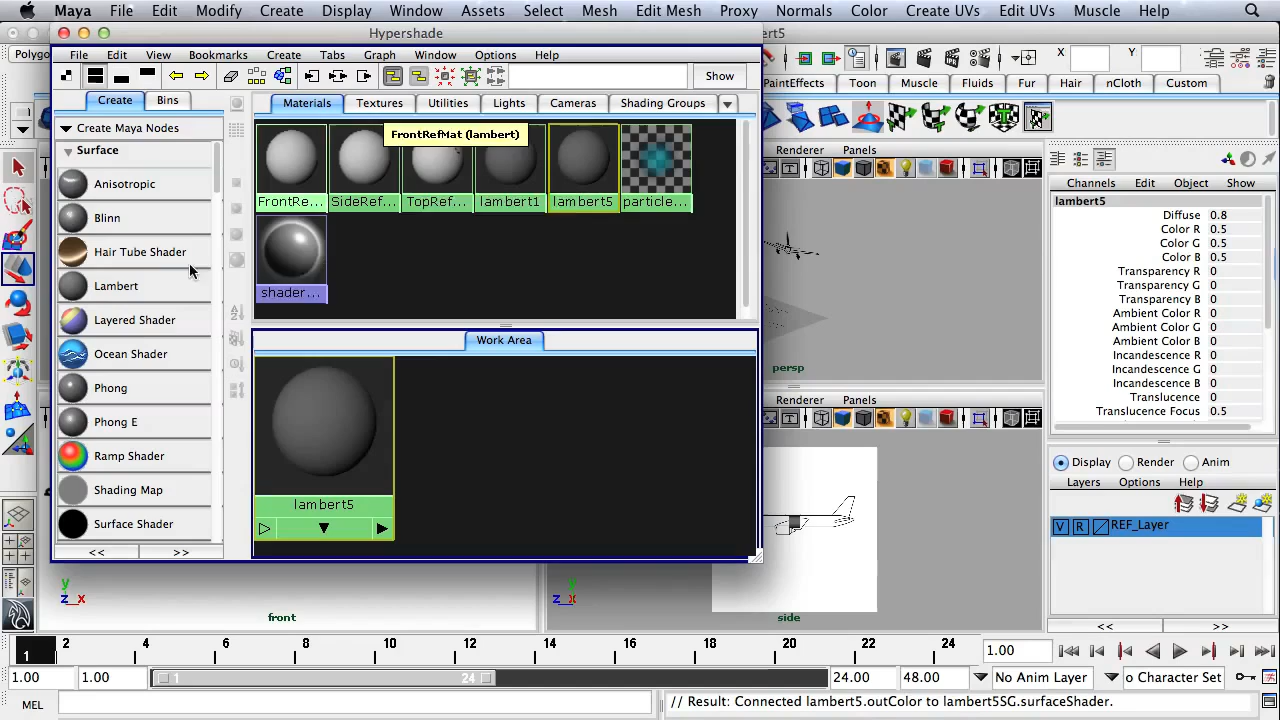 Maya File Edit Modify Create Display Window Assets Select Mesh Edit Mesh Proxy Normals Color Create UVs Edit UVs Muscle Help
Hypershade
File Edit View Bookmarks Create Tabs Graph Window Options Help
Show
X Y
PaintEffects Toon Muscle Fluids Fur Hair nCloth Custom
Create Bins
Materials Textures Utilities Lights Cameras Shading Groups
Create Maya Nodes
Surface
Anisotropic
Blinn
Hair Tube Shader
Lambert
Layered Shader
Ocean Shader
Phong
Phong E
Ramp Shader
Shading Map
Surface Shader
<< >>
FrontRefMat (lambert)
FrontRe... SideRef... TopRef... lambert1 lambert5 particle...
shader...
Work Area
lambert5
Renderer Panels
persp
Renderer Panels
side
front
y
z x
y
z x
Channels Edit Object Show
lambert5
Diffuse 0.8
Color R 0.5
Color G 0.5
Color B 0.5
Transparency R 0
Transparency G 0
Transparency B 0
Ambient Color R 0
Ambient Color G 0
Ambient Color B 0
Incandescence R 0
Incandescence G 0
Incandescence B 0
Translucence 0
Translucence Focus 0.5
Display Render Anim
Layers Options Help
V R REF_Layer
<< >>
1 2 4 6 8 10 12 14 16 18 20 22 24 1.00
1.00 1.00 1 24 24.00 48.00 No Anim Layer o Character Set
MEL // Result: Connected lambert5.outColor to lambert5SG.surfaceShader.